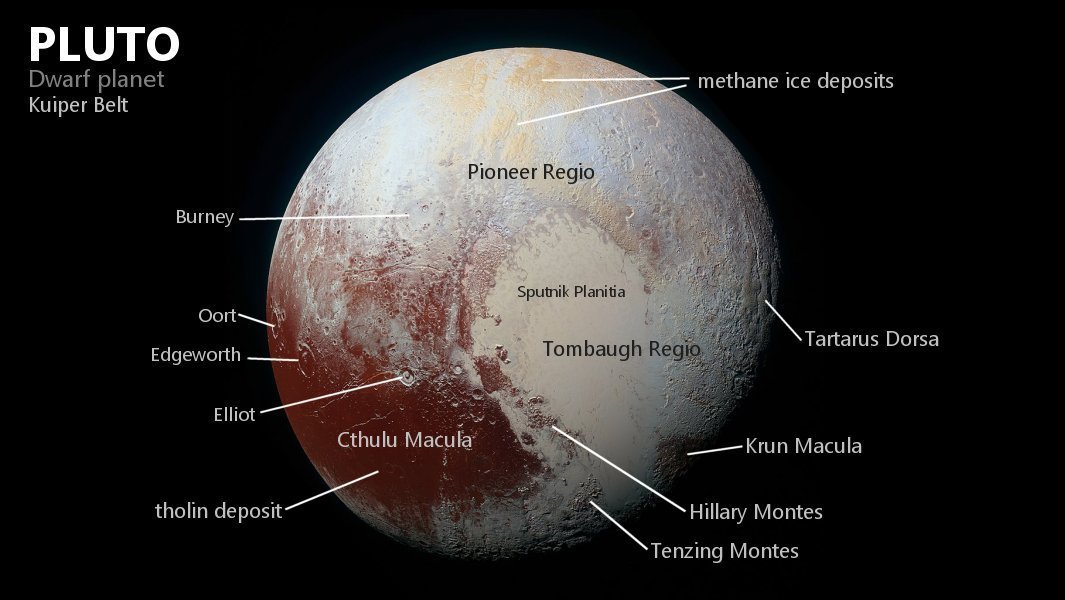 PLUTO
Dwarf planet
Kuiper Belt
methane ice deposits
Pioneer Regio
Burney
Sputnik Planitia
Oort
Tartarus Dorsa
Tombaugh Regio
Edgeworth
Elliot
Cthulu Macula
Krun Macula
tholin deposit
Hillary Montes
Tenzing Montes